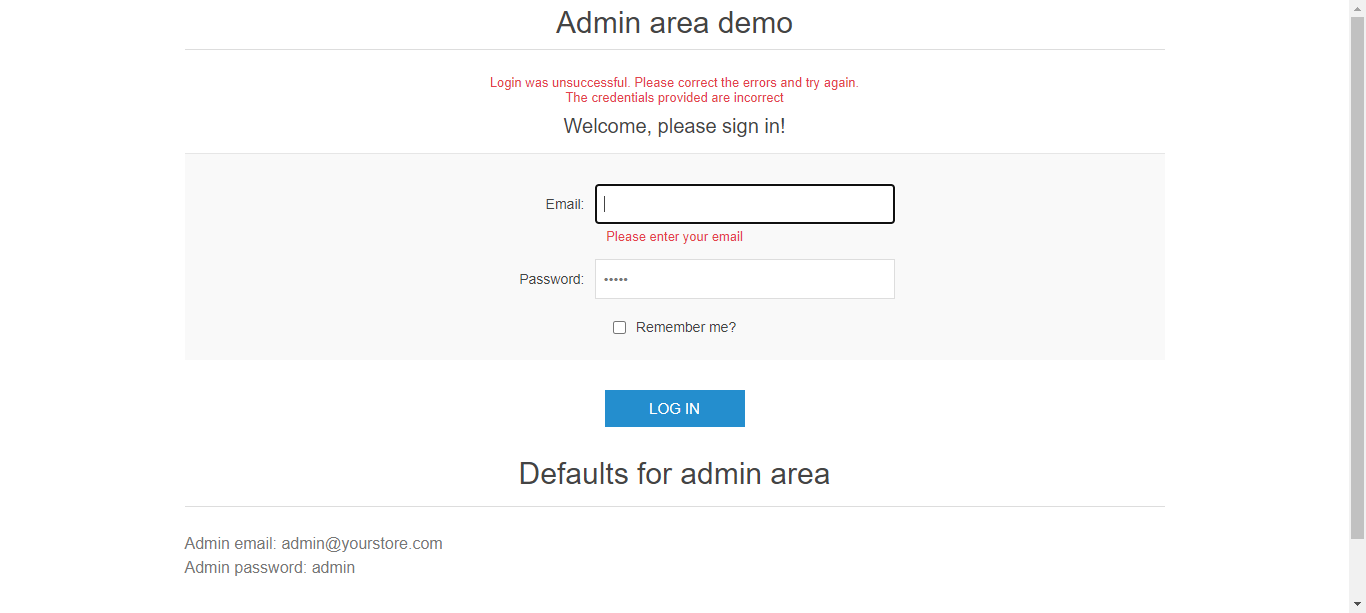 Admin area demo
Login was unsuccessful. Please correct the errors and try again.
The credentials provided are incorrect
Welcome, please sign in!
Email:
Please enter your email
Password: •••••
Remember me?
LOG IN
Defaults for admin area
Admin email: admin@yourstore.com
Admin password: admin